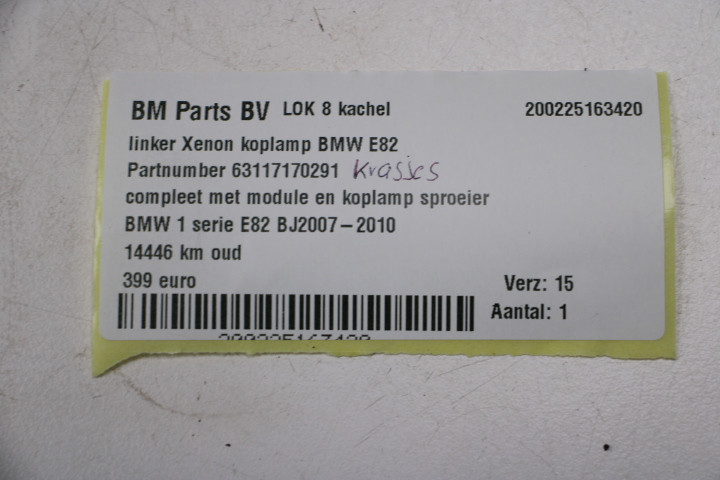 BM Parts BV LOK 8 kachel 200225163420
linker Xenon koplamp BMW E82
Partnumber 63117170291 krasjes
compleet met module en koplamp sproeier
BMW 1 serie E82 BJ2007-2010
14446 km oud
399 euro Verz: 15
Aantal: 1